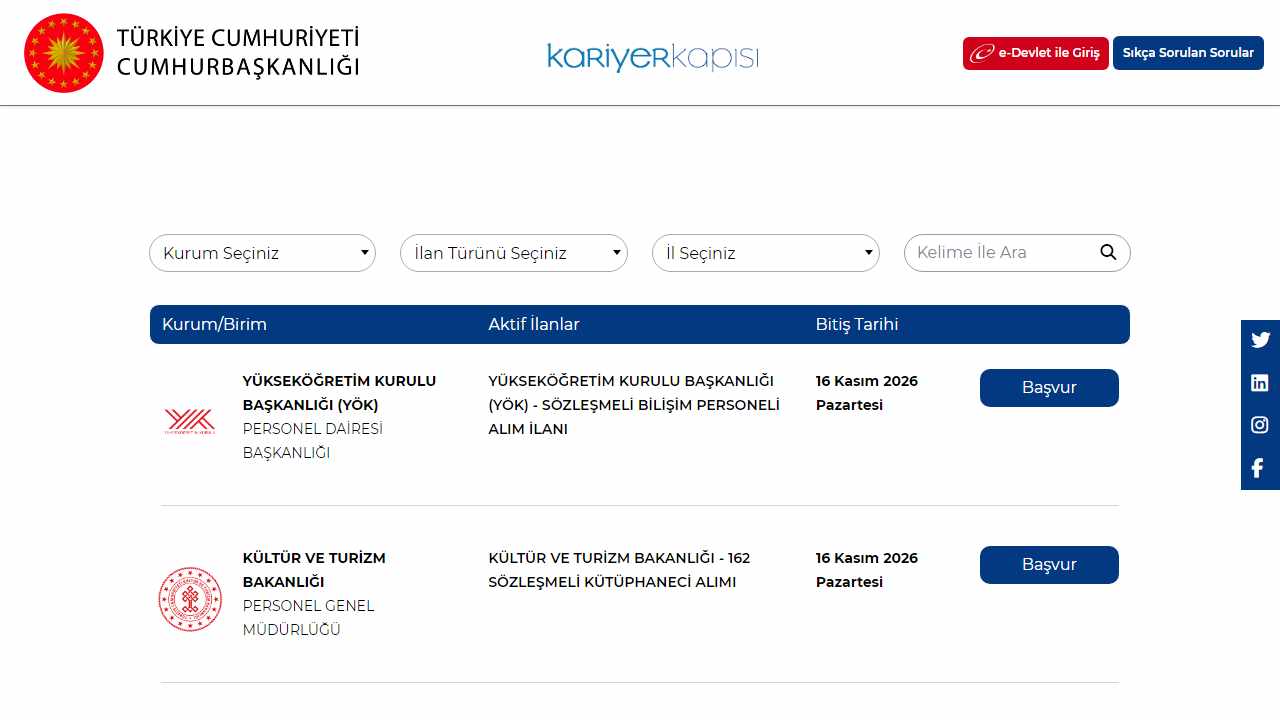 TÜRKİYE CUMHURİYETİ
CUMHURBAŞKANLIĞI
kariyerkapısı
e-Devlet ile Giriş
Sıkça Sorulan Sorular
Kurum Seçiniz
İlan Türünü Seçiniz
İl Seçiniz
Kelime İle Ara
Kurum/Birim
Aktif İlanlar
Bitiş Tarihi
YÜKSEKÖĞRETİM KURULU
BAŞKANLIĞI (YÖK)
PERSONEL DAİRESİ
BAŞKANLIĞI
YÜKSEKÖĞRETİM KURULU BAŞKANLIĞI
(YÖK) - SÖZLEŞMELİ BİLİŞİM PERSONELİ
ALIM İLANI
16 Kasım 2026
Pazartesi
Başvur
KÜLTÜR VE TURİZM
BAKANLIĞI
PERSONEL GENEL
MÜDÜRLÜĞÜ
KÜLTÜR VE TURİZM BAKANLIĞI - 162
SÖZLEŞMELİ KÜTÜPHANECİ ALIMI
16 Kasım 2026
Pazartesi
Başvur